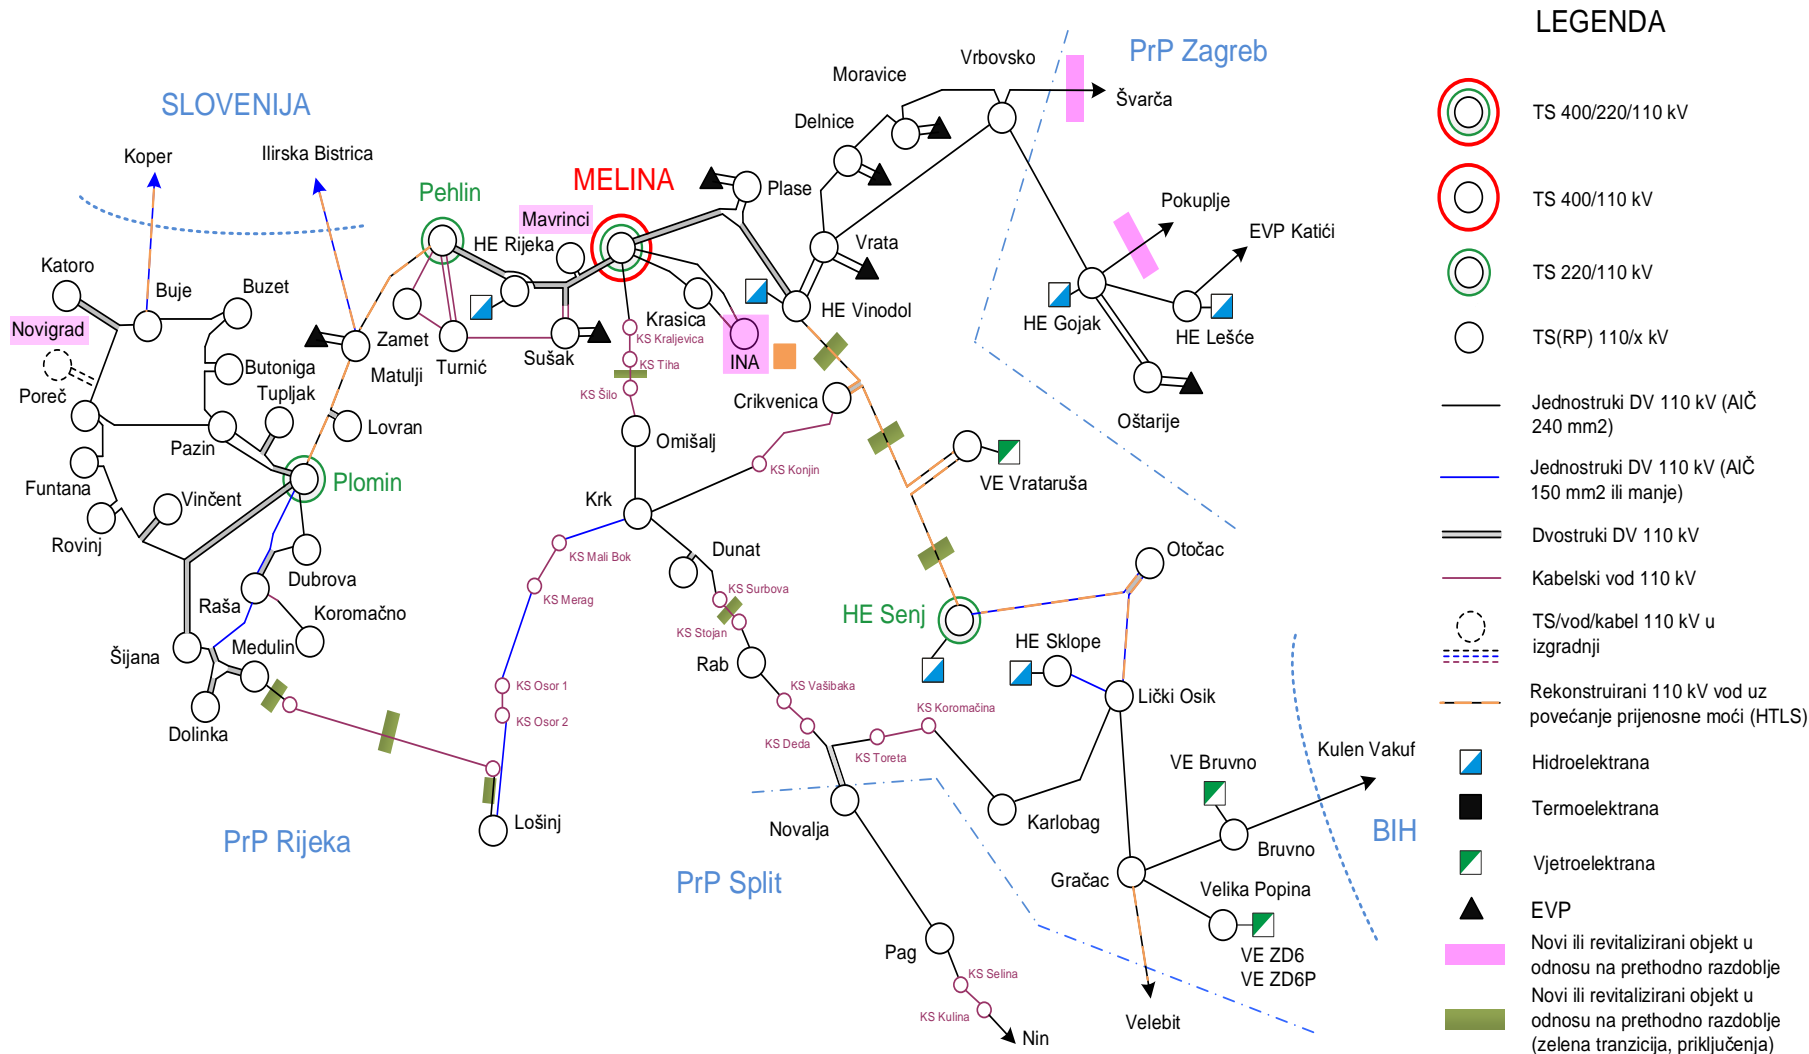 LEGENDA
PrP Zagreb
Vrbovsko
Moravice
Švarča
SLOVENIJA
Delnice
Koper
Ilirska Bistrica
MELINA
Plase
Pehlin
Mavrinci
Pokuplje
EVP Katići
HE Rijeka
Vrata
Katoro
Buje
Buzet
Novigrad
Zamet
Krasica
HE Vinodol
HE Gojak
HE Lešće
KS Kraljevica
Butoniga
Matulji
Turnić
Sušak
KS Tiha
INA
Poreč
Tupljak
KS Šilo
Crikvenica
Oštarije
Lovran
Omišalj
Pazin
KS Konjin
Funtana
Plomin
VE Vrataruša
Vinčent
Krk
Rovinj
KS Mali Bok
Dunat
Otočac
Dubrova
KS Merag
KS Surbova
Raša
Koromačno
KS Stojan
HE Senj
HE Sklope
Šijana
Medulin
Rab
KS Osor 1
KS Vašibaka
Lički Osik
KS Koromačina
Dolinka
KS Osor 2
KS Deda
KS Toreta
Kulen Vakuf
VE Bruvno
PrP Rijeka
Lošinj
Novalja
Karlobag
BIH
Bruvno
PrP Split
Gračac
Velika Popina
Pag
VE ZD6
VE ZD6P
KS Selina
KS Kulina
Velebit
Nin
TS 400/220/110 kV
TS 400/110 kV
TS 220/110 kV
TS(RP) 110/x kV
Jednostruki DV 110 kV (AlČ
240 mm2)
Jednostruki DV 110 kV (AlČ
150 mm2 ili manje)
Dvostruki DV 110 kV
Kabelski vod 110 kV
TS/vod/kabel 110 kV u
izgradnji
Rekonstruirani 110 kV vod uz
povećanje prijenosne moći (HTLS)
Hidroelektrana
Termoelektrana
Vjetroelektrana
EVP
Novi ili revitalizirani objekt u
odnosu na prethodno razdoblje
Novi ili revitalizirani objekt u
odnosu na prethodno razdoblje
(zelena tranzicija, priključenja)